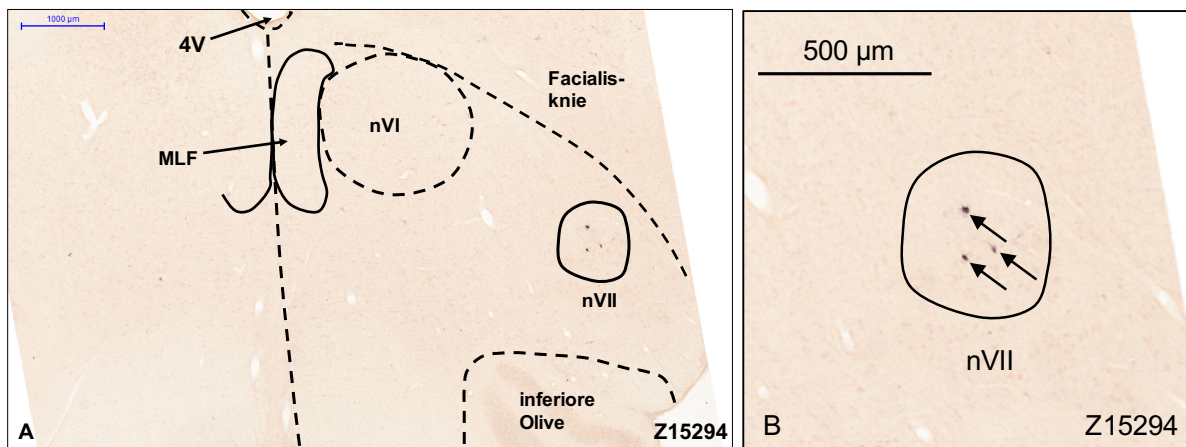 1000 µm
4V
Facialis-
knie
nVI
MLF
nVII
inferiore
Olive
A
Z15294
500 µm
nVII
B
Z15294